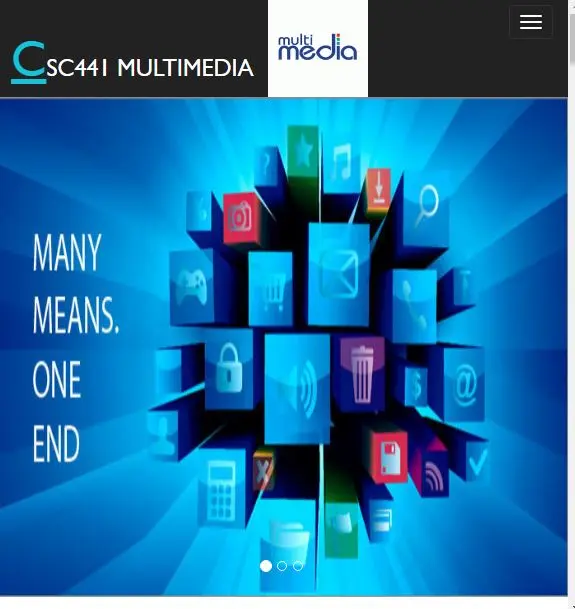 CSC441 MULTIMEDIA
multi
media
MANY
MEANS.
ONE
END
?
$
@